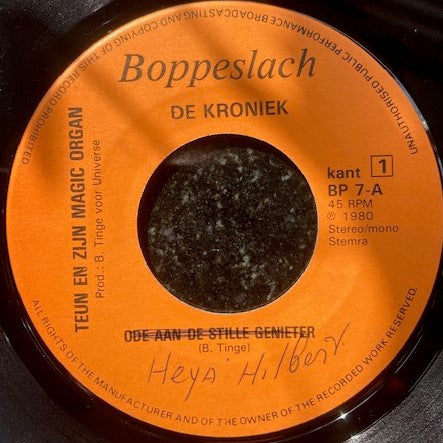 UNAUTHORISED PUBLIC PERFORMANCE BROADCASTING AND COPYING OF THIS RECORD PROHIBITED
Boppeslach
DE KRONIEK
TEUN EN ZIJN MAGIC ORGAN
Prod.: B. Tinge voor Universe
kant 1
BP 7-A
45 RPM
℗ 1980
Stereo/mono
Stemra
ODE AAN DE STILLE GENIETER
(B. Tinge)
Heya Hilbert.
ALL RIGHTS OF THE MANUFACTURER AND OF THE OWNER OF THE RECORDED WORK RESERVED.